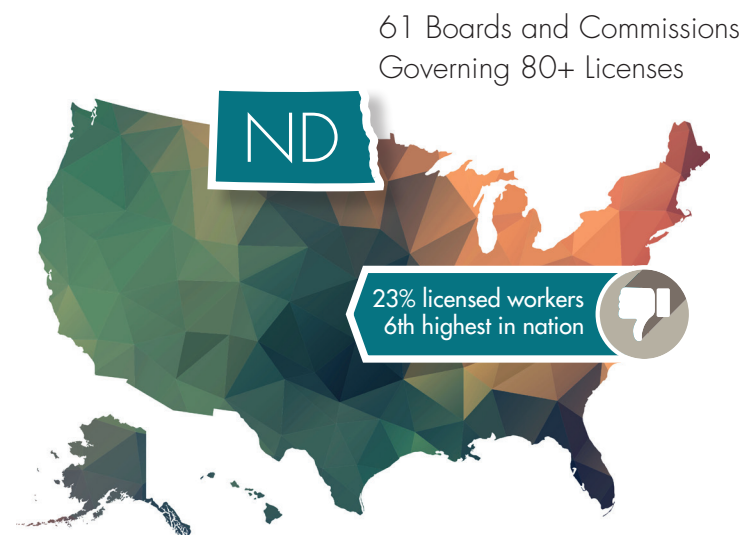 61 Boards and Commissions
Governing 80+ Licenses
ND
23% licensed workers
6th highest in nation